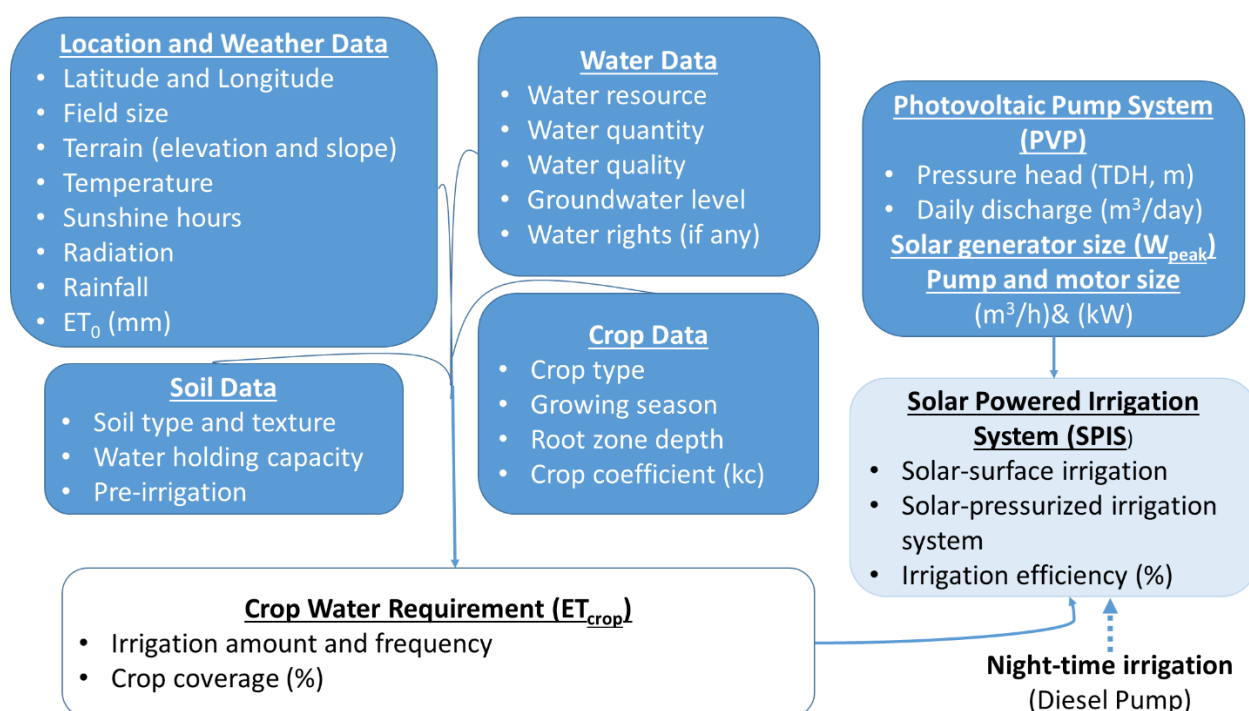 Location and Weather Data
• Latitude and Longitude
• Field size
• Terrain (elevation and slope)
• Temperature
• Sunshine hours
• Radiation
• Rainfall
• ET₀ (mm)
Water Data
• Water resource
• Water quantity
• Water quality
• Groundwater level
• Water rights (if any)
Soil Data
• Soil type and texture
• Water holding capacity
• Pre-irrigation
Crop Data
• Crop type
• Growing season
• Root zone depth
• Crop coefficient (kc)
Photovoltaic Pump System
(PVP)
• Pressure head (TDH, m)
• Daily discharge (m³/day)
Solar generator size (Wpeak)
Pump and motor size
(m³/h)& (kW)
Solar Powered Irrigation
System (SPIS)
• Solar-surface irrigation
• Solar-pressurized irrigation
system
• Irrigation efficiency (%)
Crop Water Requirement (ETcrop)
• Irrigation amount and frequency
• Crop coverage (%)
Night-time irrigation
(Diesel Pump)